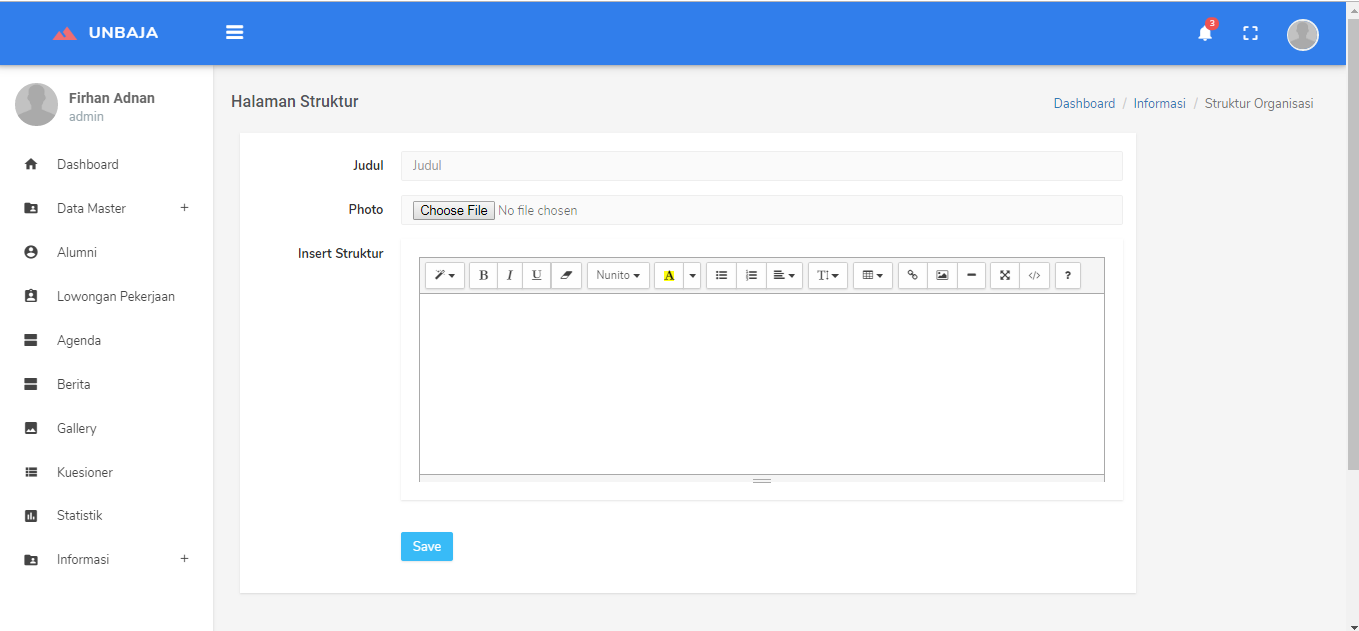 UNBAJA
3
Firhan Adnan
admin
Dashboard
Data Master +
Alumni
Lowongan Pekerjaan
Agenda
Berita
Gallery
Kuesioner
Statistik
Informasi +
Halaman Struktur
Dashboard / Informasi / Struktur Organisasi
Judul Judul
Photo Choose File No file chosen
Insert Struktur
B I U Nunito A TI </> ?
Save